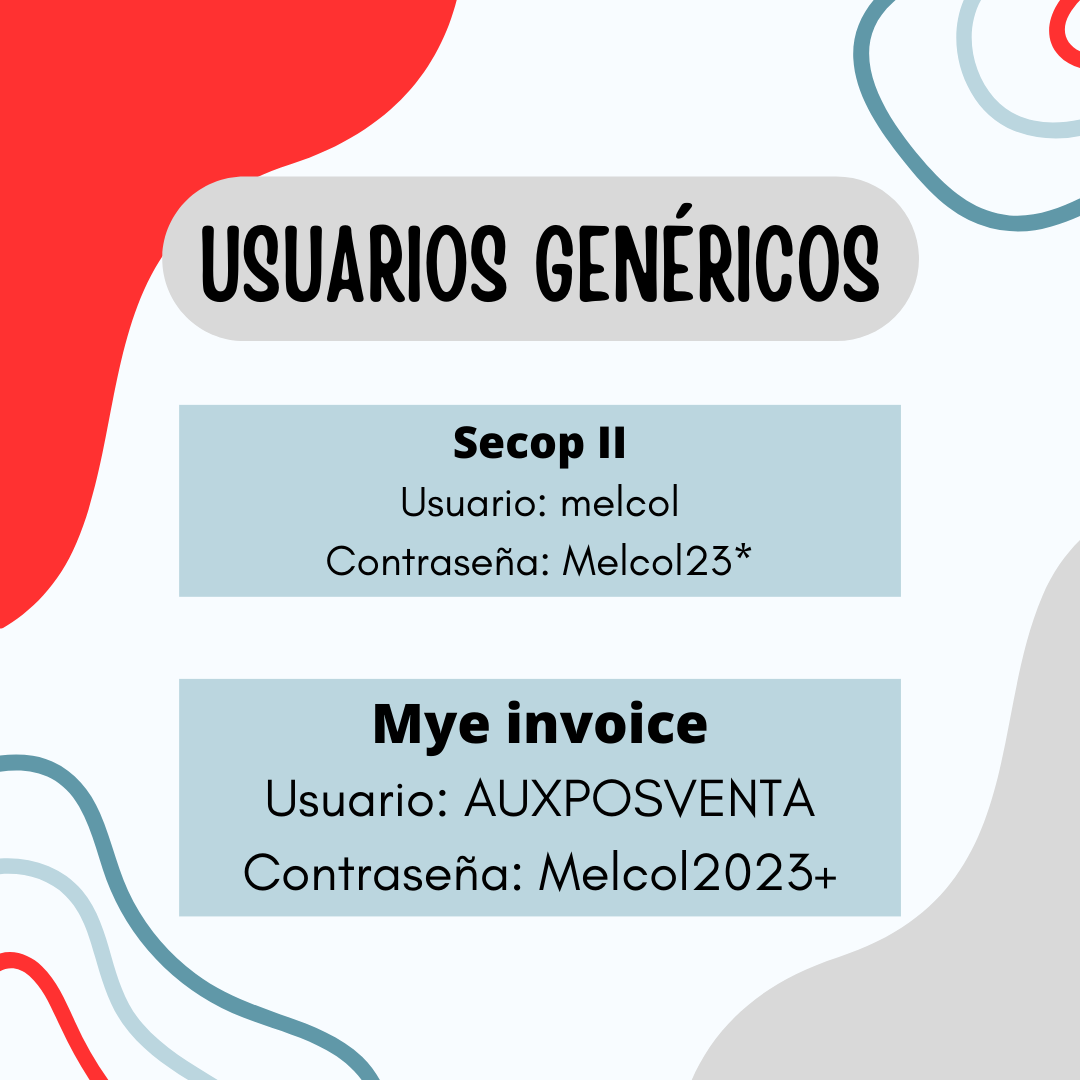 USUARIOS GENÉRICOS
Secop II
Usuario: melcol
Contraseña: Melcol23*
Mye invoice
Usuario: AUXPOSVENTA
Contraseña: Melcol2023+